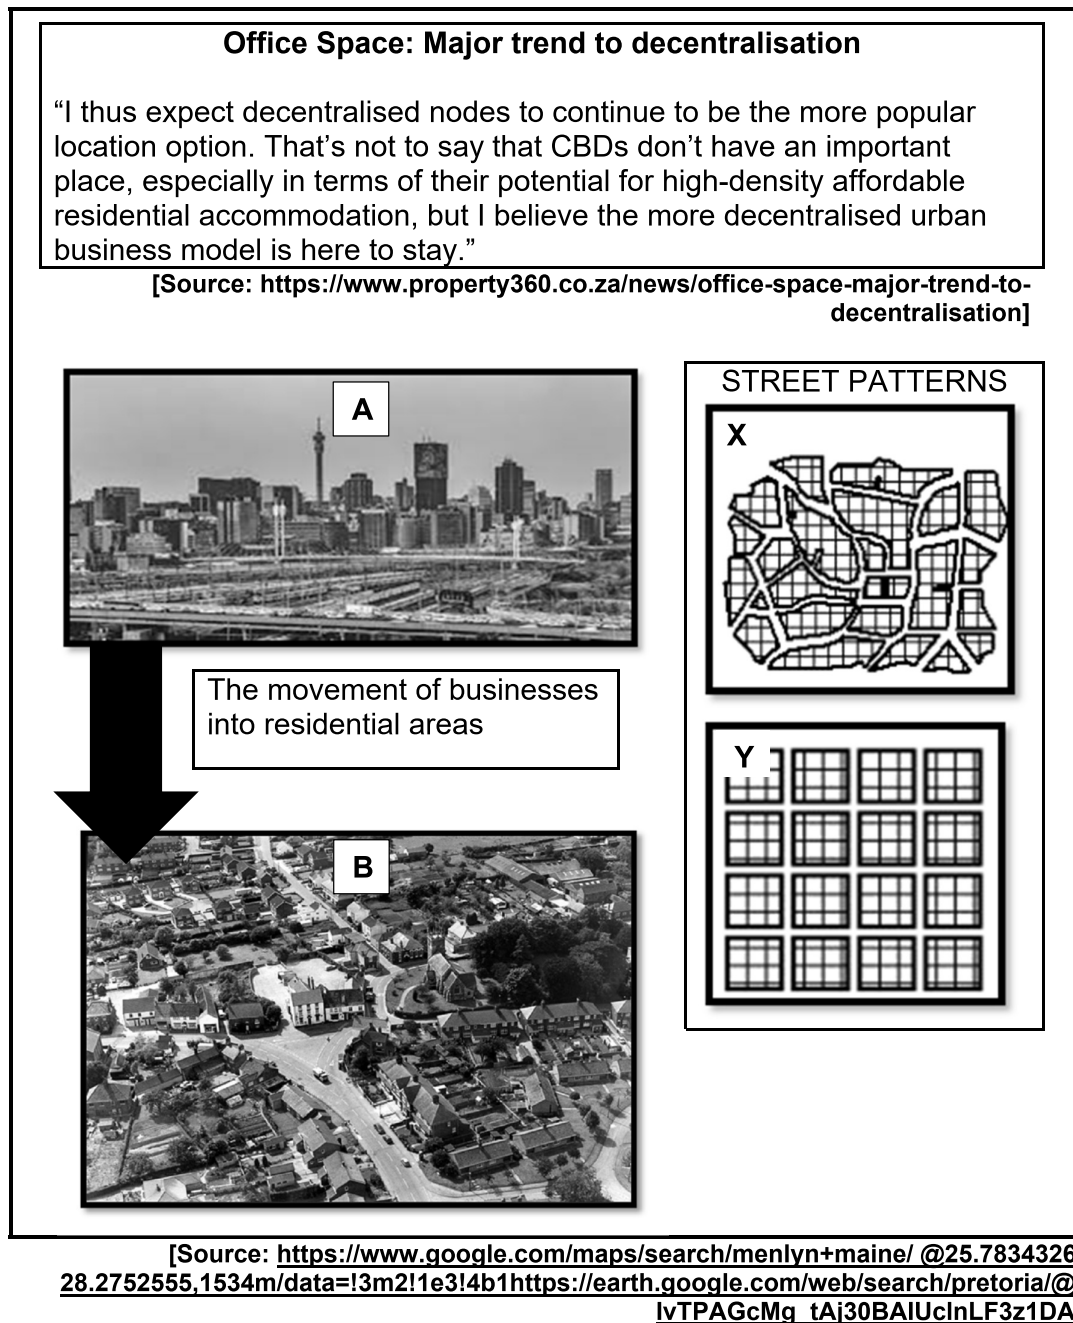 Office Space: Major trend to decentralisation
“I thus expect decentralised nodes to continue to be the more popular
location option. That’s not to say that CBDs don’t have an important
place, especially in terms of their potential for high-density affordable
residential accommodation, but I believe the more decentralised urban
business model is here to stay.”
[Source: https://www.property360.co.za/news/office-space-major-trend-to-
decentralisation]
A
STREET PATTERNS
X
The movement of businesses
into residential areas
Y
B
[Source: https://www.google.com/maps/search/menlyn+maine/ @25.7834326
28.2752555,1534m/data=!3m2!1e3!4b1https://earth.google.com/web/search/pretoria/@